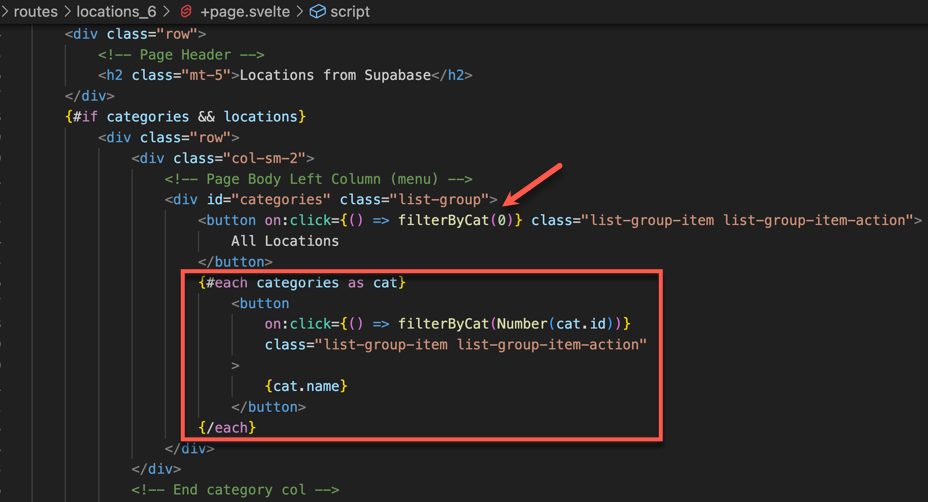 routes > locations_6 > +page.svelte > script
<div class="row">
<!-- Page Header -->
<h2 class="mt-5">Locations from Supabase</h2>
</div>
{#if categories && locations}
<div class="row">
<div class="col-sm-2">
<!-- Page Body Left Column (menu) -->
<div id="categories" class="list-group">
<button on:click={() => filterByCat(0)} class="list-group-item list-group-item-action">
All Locations
</button>
{#each categories as cat}
<button
on:click={() => filterByCat(Number(cat.id))}
class="list-group-item list-group-item-action"
>
{cat.name}
</button>
{/each}
</div>
</div>
<!-- End category col -->